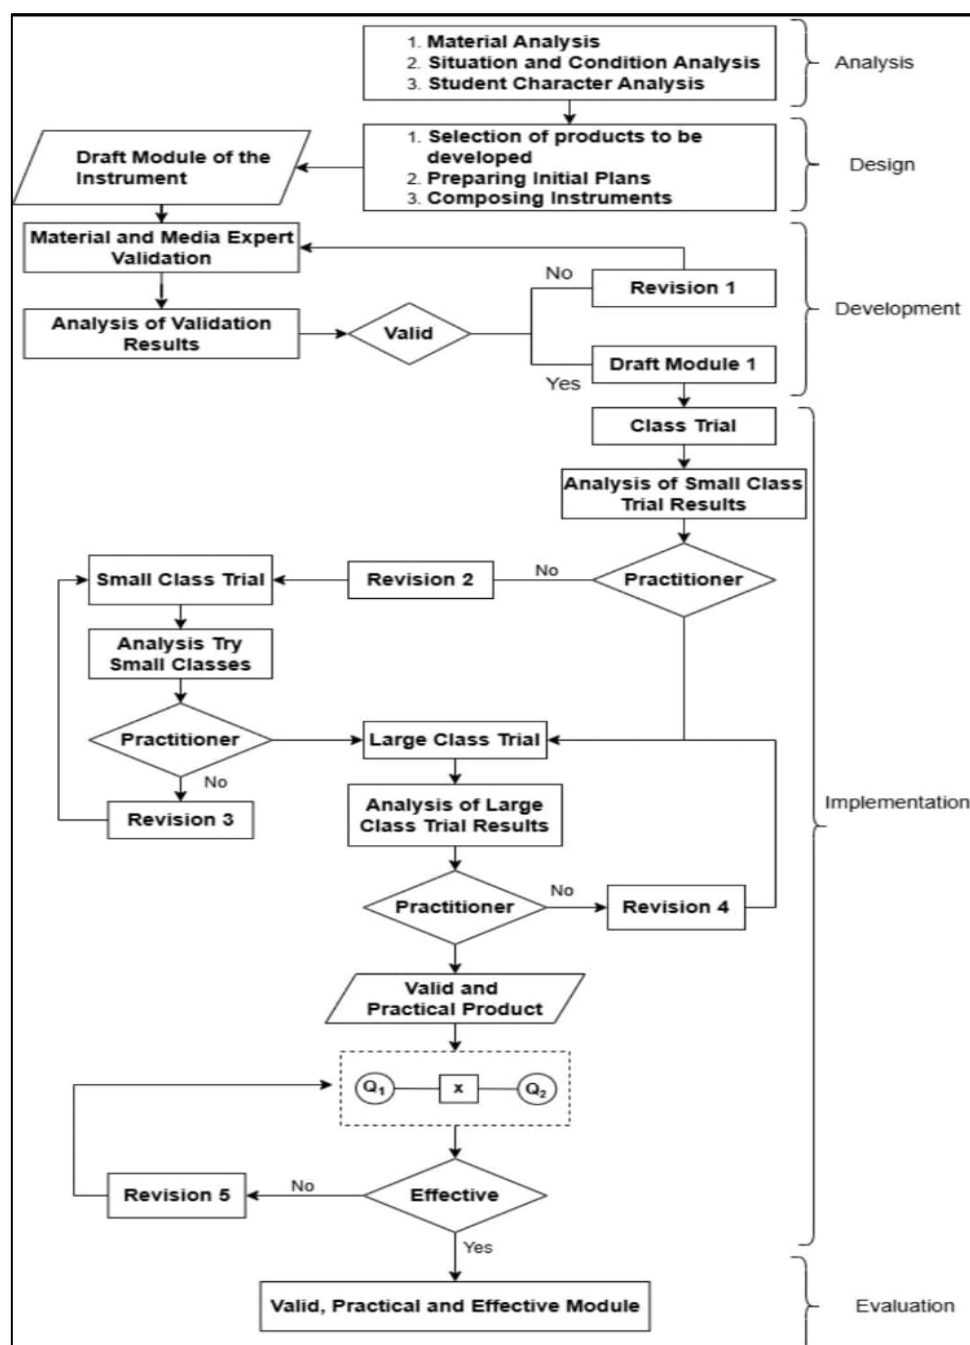 1. Material Analysis
2. Situation and Condition Analysis
3. Student Character Analysis
Analysis
1. Selection of products to be
developed
2. Preparing Initial Plans
3. Composing Instruments
Design
Draft Module of the
Instrument
Material and Media Expert
Validation
Analysis of Validation
Results
Valid
No
Revision 1
Yes
Draft Module 1
Development
Class Trial
Analysis of Small Class
Trial Results
Practitioner
No
Revision 2
Small Class Trial
Analysis Try
Small Classes
Practitioner
No
Revision 3
Large Class Trial
Analysis of Large
Class Trial Results
Practitioner
No
Revision 4
Implementation
Valid and
Practical Product
Q1
x
Q2
Effective
No
Revision 5
Yes
Valid, Practical and Effective Module
Evaluation